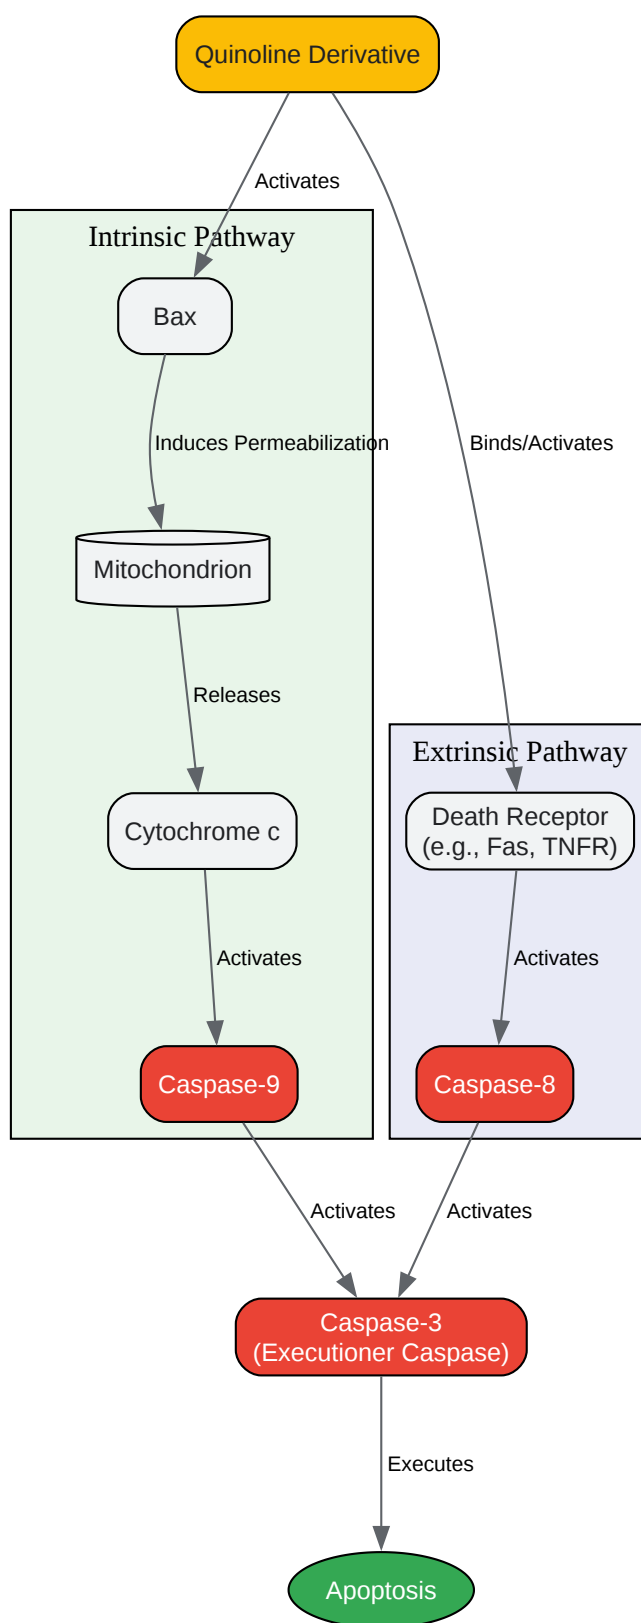 Quinoline Derivative
Activates
Intrinsic Pathway
Bax
Induces Permeabilization
Binds/Activates
Mitochondrion
Releases
Extrinsic Pathway
Cytochrome c
Death Receptor
(e.g., Fas, TNFR)
Activates
Activates
Caspase-9
Caspase-8
Activates
Activates
Caspase-3
(Executioner Caspase)
Executes
Apoptosis